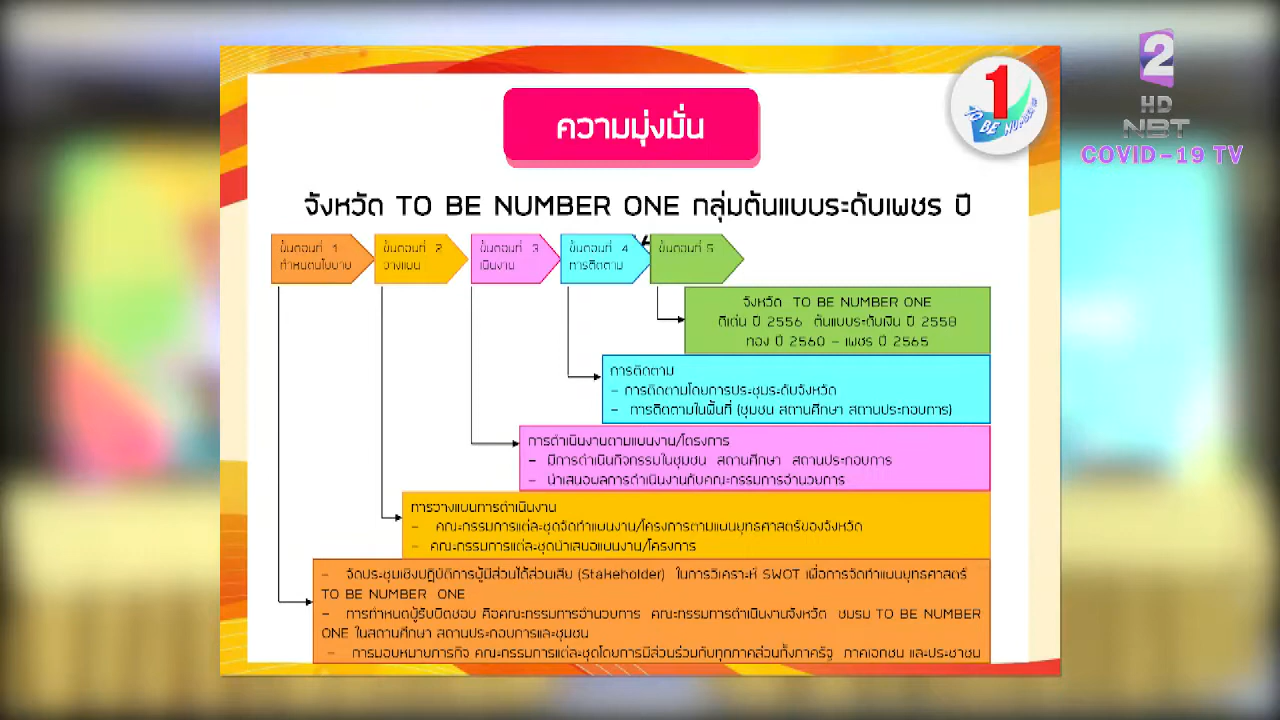 2
HD
NBT
COVID-19 TV
1
TO BE NUMBER
ความมุ่งมั่น
จังหวัด TO BE NUMBER ONE กลุ่มต้นแบบระดับเพชร ปี
ขั้นตอนที่ 1
กำหนดนโยบาย
ขั้นตอนที่ 2
วางแผน
ขั้นตอนที่ 3
เนินงาน
ขั้นตอนที่ 4
การติดตาม
ขั้นตอนที่ 5
จังหวัด TO BE NUMBER ONE
ดีเด่น ปี 2556 ต้นแบบระดับเงิน ปี 2558
ทอง ปี 2560 - เพชร ปี 2565
การติดตาม
- การติดตามโดยการประชุมระดับจังหวัด
- การติดตามในพื้นที่ (ชุมชน สถานศึกษา สถานประกอบการ)
การดำเนินงานตามแผนงาน/โครงการ
- มีการดำเนินกิจกรรมในชุมชน สถานศึกษา สถานประกอบการ
- นำเสนอผลการดำเนินงานกับคณะกรรมการอำนวยการ
การวางแผนการดำเนินงาน
- คณะกรรมการแต่ละชุดจัดทำแผนงาน/โครงการตามแผนยุทธศาสตร์ของจังหวัด
- คณะกรรมการแต่ละชุดนำเสนอแผนงาน/โครงการ
- จัดประชุมเชิงปฏิบัติการผู้มีส่วนได้ส่วนเสีย (Stakeholder) ในการวิเคราะห์ SWOT เพื่อการจัดทำแผนยุทธศาสตร์
TO BE NUMBER ONE
- การกำหนดผู้รับผิดชอบ คือคณะกรรมการอำนวยการ คณะกรรมการดำเนินงานจังหวัด ชมรม TO BE NUMBER
ONE ในสถานศึกษา สถานประกอบการและชุมชน
- การมอบหมายภารกิจ คณะกรรมการแต่ละชุดโดยการมีส่วนร่วมกับทุกภาคส่วนทั้งภาครัฐ ภาคเอกชน และประชาชน